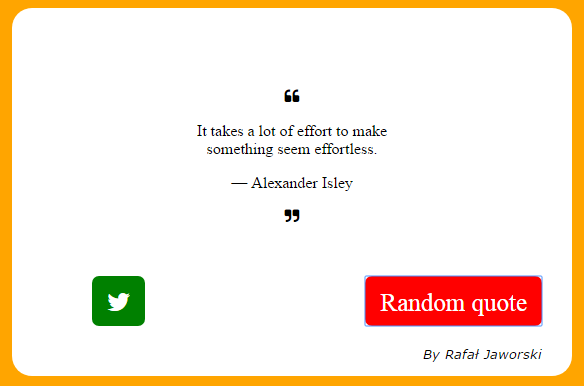 “
It takes a lot of effort to make
something seem effortless.
— Alexander Isley
”
Random quote
By Rafał Jaworski